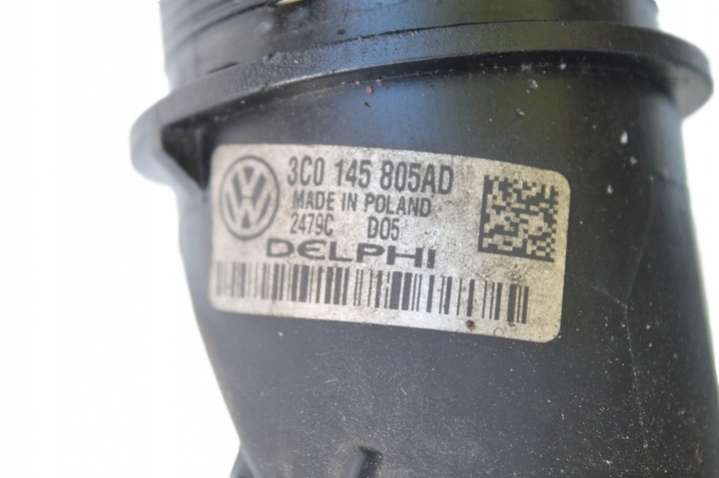 3C0 145 805AD
MADE IN POLAND
2479C D05
DELPHI